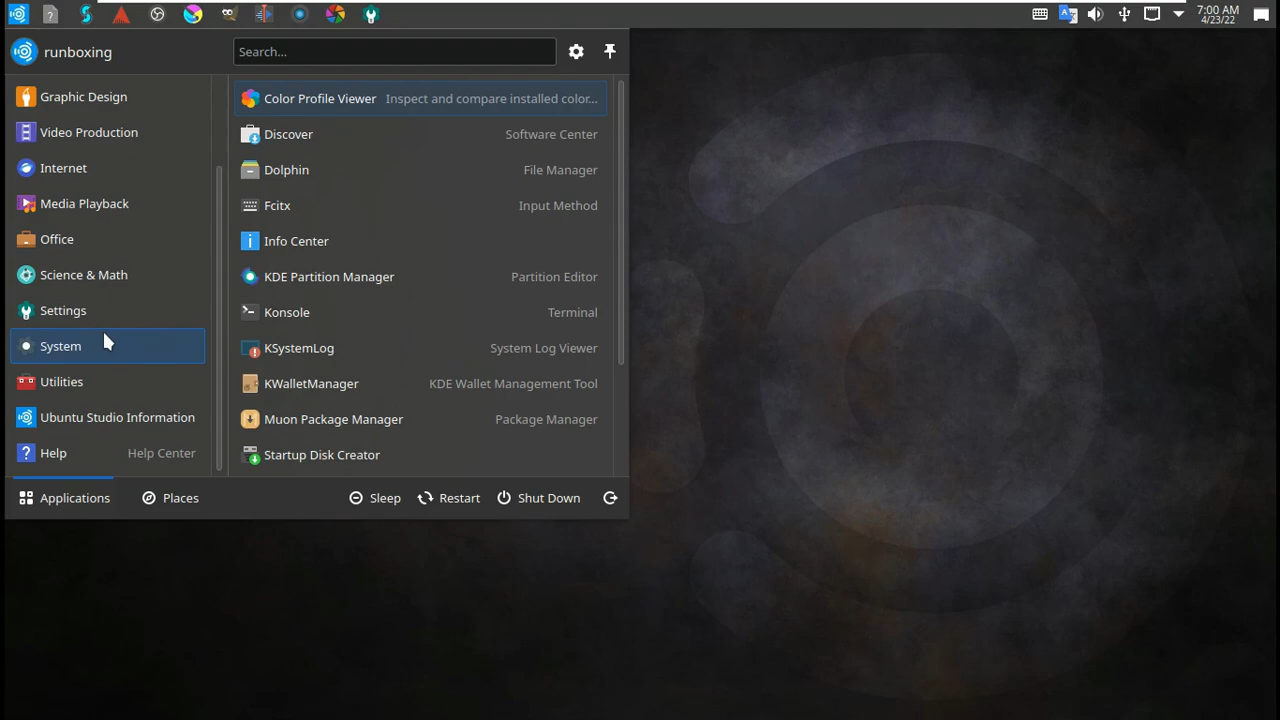 7:00 AM
4/23/22
runboxing
Search...
Graphic Design
Video Production
Internet
Media Playback
Office
Science & Math
Settings
System
Utilities
Ubuntu Studio Information
Help Help Center
Color Profile Viewer Inspect and compare installed color...
Discover Software Center
Dolphin File Manager
Fcitx Input Method
Info Center
KDE Partition Manager Partition Editor
Konsole Terminal
KSystemLog System Log Viewer
KWalletManager KDE Wallet Management Tool
Muon Package Manager Package Manager
Startup Disk Creator
Applications Places Sleep Restart Shut Down